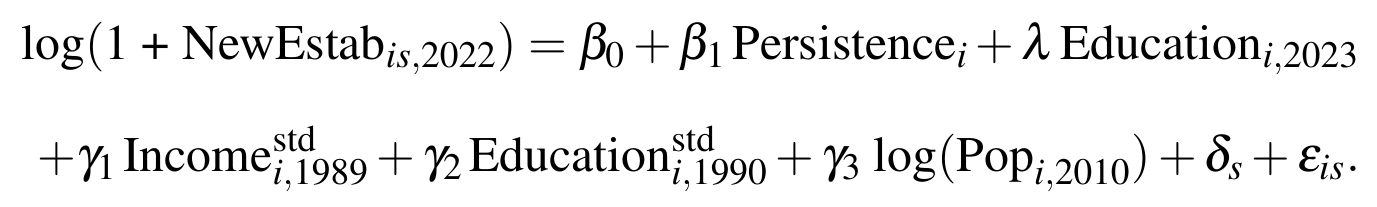 log(1 + NewEstab_{is,2022}) = β_0 + β_1 Persistence_i + λ Education_{i,2023}
+γ_1 Income^{std}_{i,1989} + γ_2 Education^{std}_{i,1990} + γ_3 log(Pop_{i,2010}) + δ_s + ε_{is}.